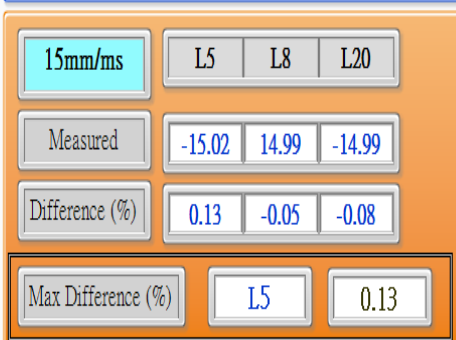 15mm/ms L5 L8 L20
Measured -15.02 14.99 -14.99
Difference (%) 0.13 -0.05 -0.08
Max Difference (%) L5 0.13